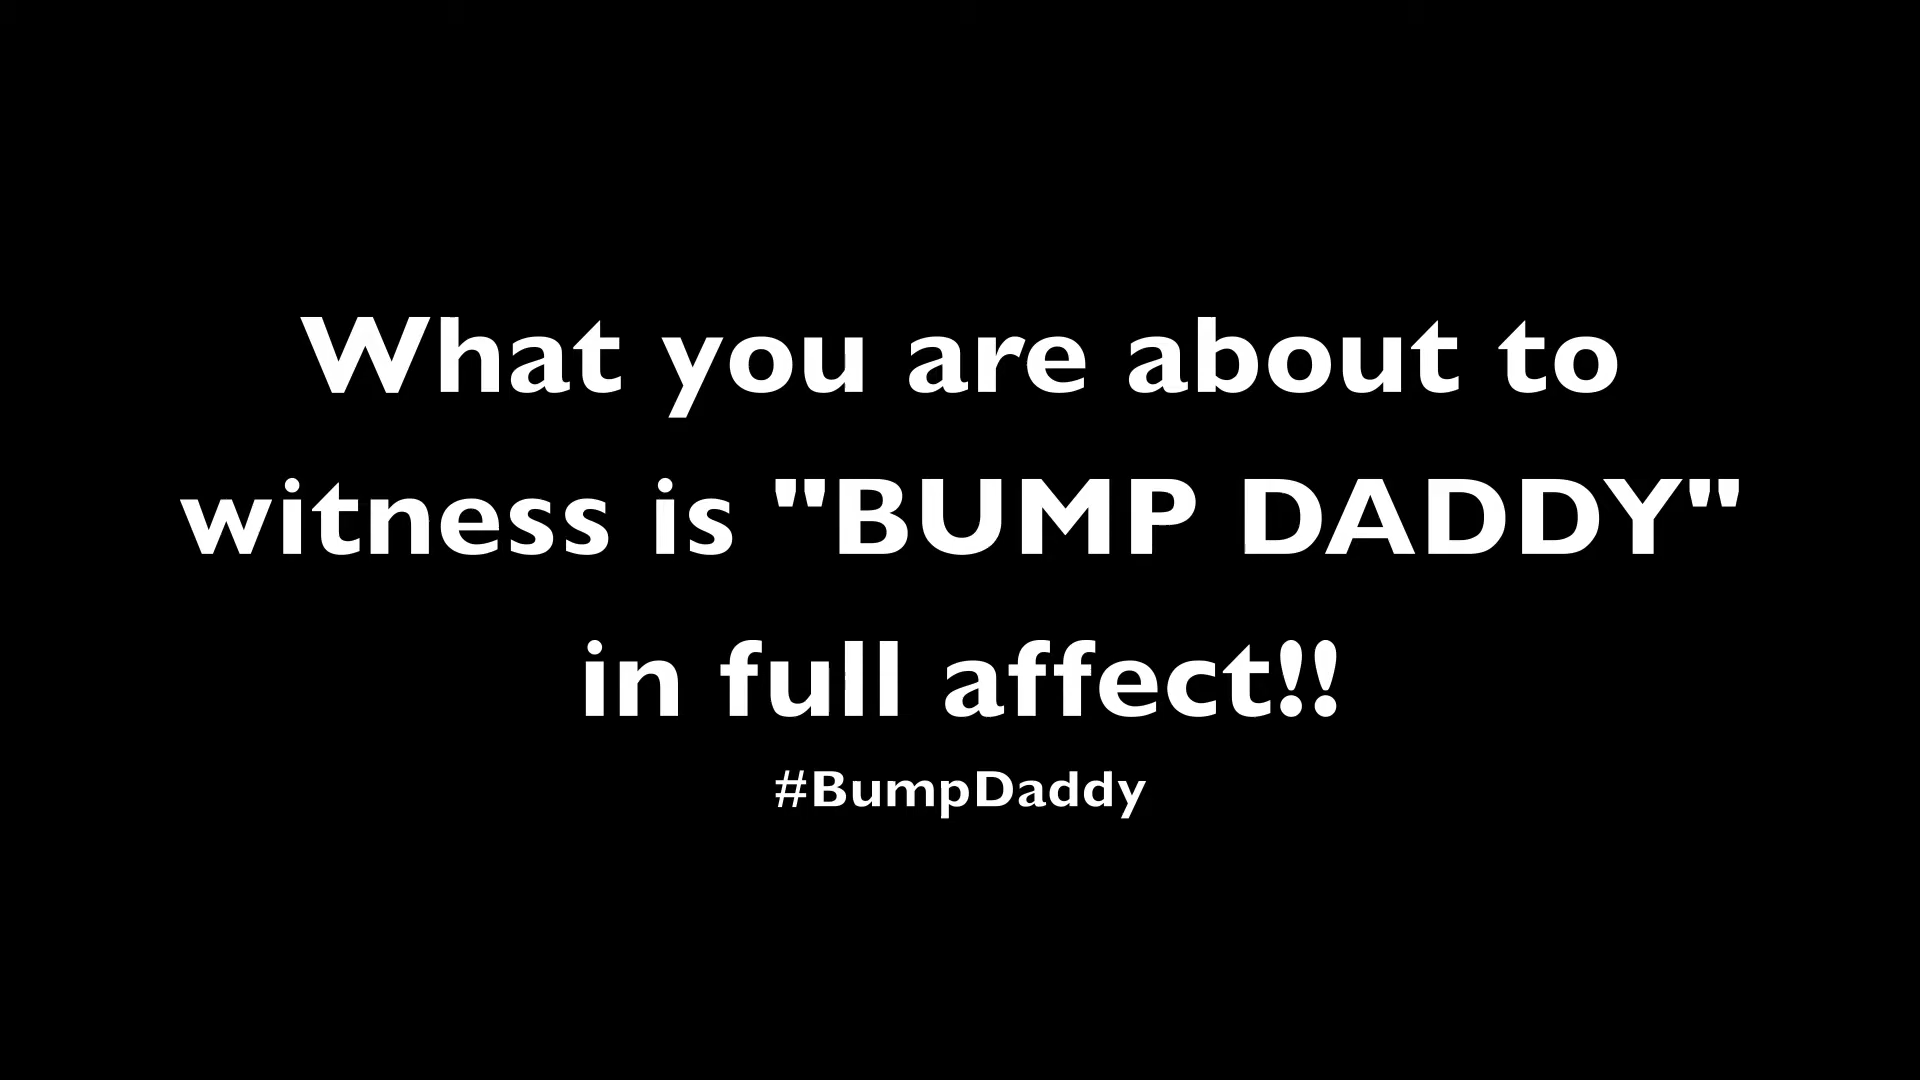 What you are about to
witness is "BUMP DADDY"
in full affect!!
#BumpDaddy